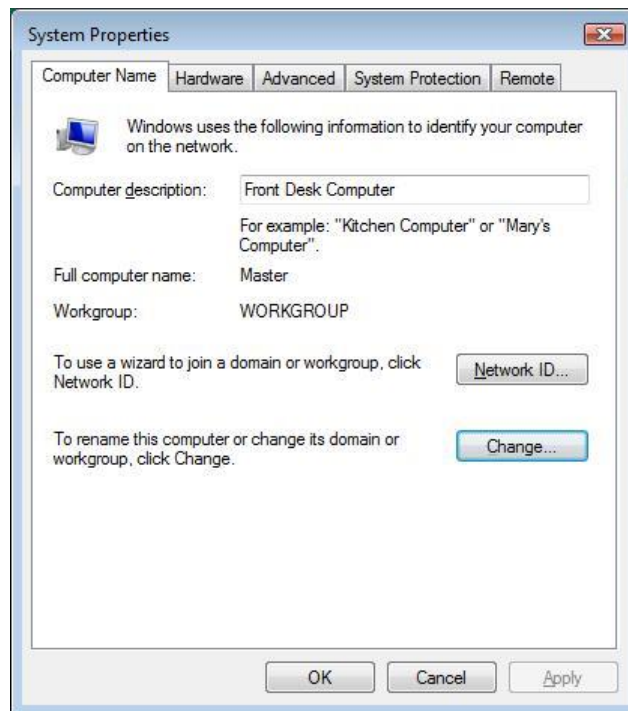 System Properties
Computer Name Hardware Advanced System Protection Remote
Windows uses the following information to identify your computer
on the network.
Computer description: Front Desk Computer
For example: "Kitchen Computer" or "Mary's
Computer".
Full computer name: Master
Workgroup: WORKGROUP
To use a wizard to join a domain or workgroup, click
Network ID.
Network ID...
To rename this computer or change its domain or
workgroup, click Change.
Change...
OK Cancel Apply